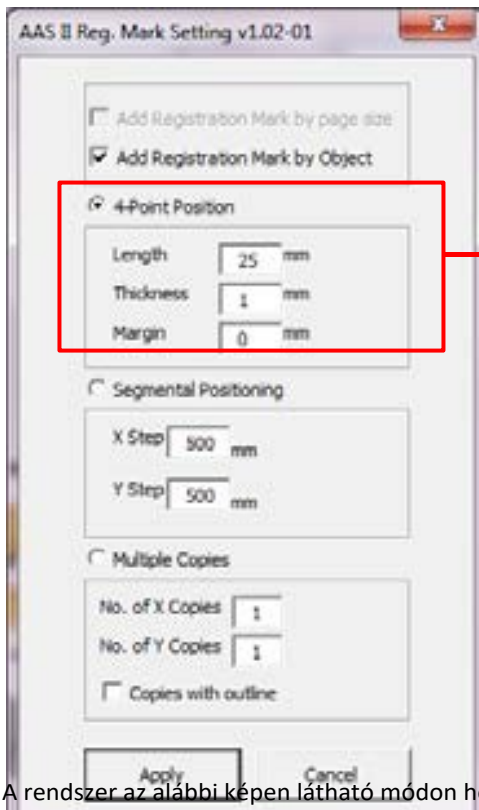 AAS II Reg. Mark Setting v1.02-01
Add Registration Mark by page size
Add Registration Mark by Object
4-Point Position
Length 25 mm
Thickness 1 mm
Margin 0 mm
Segmental Positioning
X Step 500 mm
Y Step 500 mm
Multiple Copies
No. of X Copies 1
No. of Y Copies 1
Copies with outline
Apply Cancel
A rendszer az alábbi képen látható módon